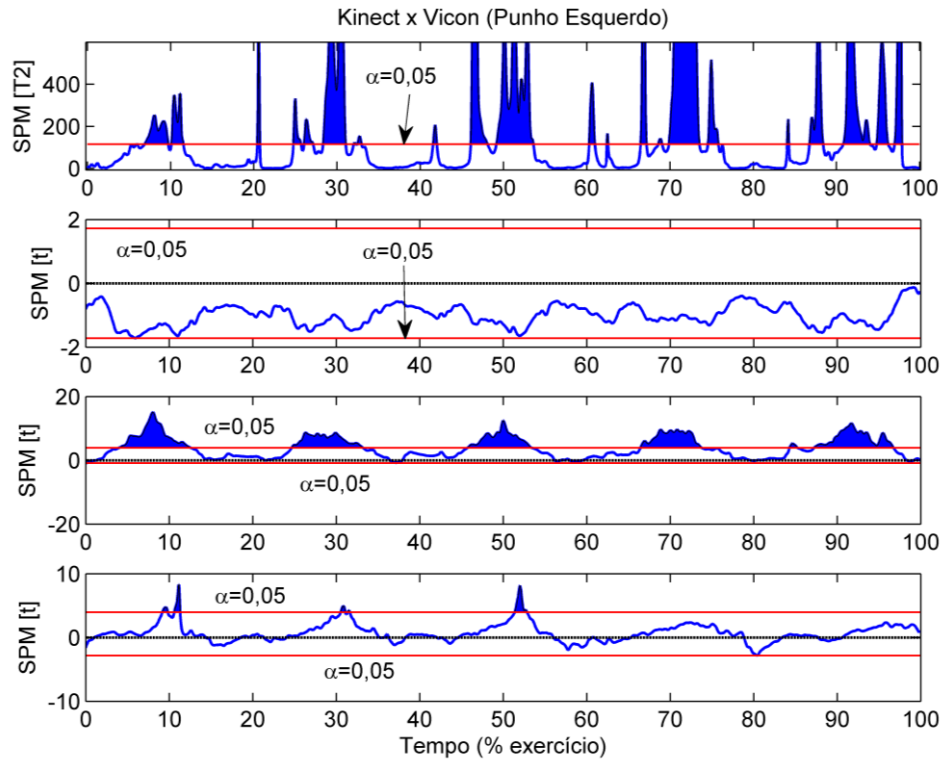 Kinect x Vicon (Punho Esquerdo)
SPM [T2]
400
200
0
α=0,05
0 10 20 30 40 50 60 70 80 90 100
SPM [t]
2
0
-2
α=0,05 α=0,05
0 10 20 30 40 50 60 70 80 90 100
SPM [t]
20
0
-20
α=0,05
α=0,05
0 10 20 30 40 50 60 70 80 90 100
SPM [t]
10
0
-10
α=0,05
α=0,05
0 10 20 30 40 50 60 70 80 90 100
Tempo (% exercício)